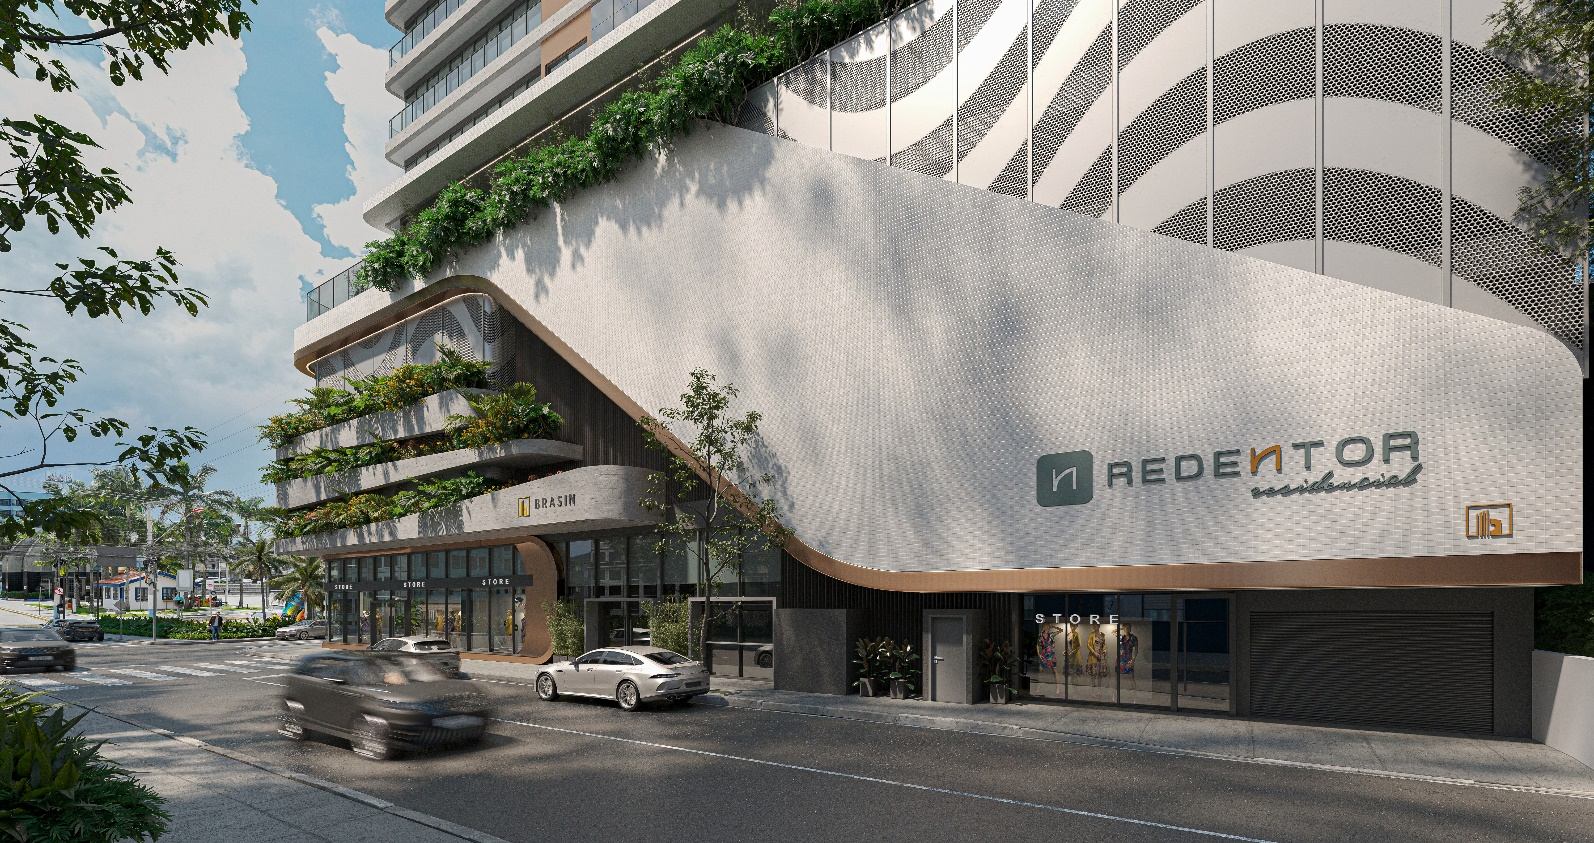 REDENTOR
residencial
BRASIN
STORE STORE STORE
STORE